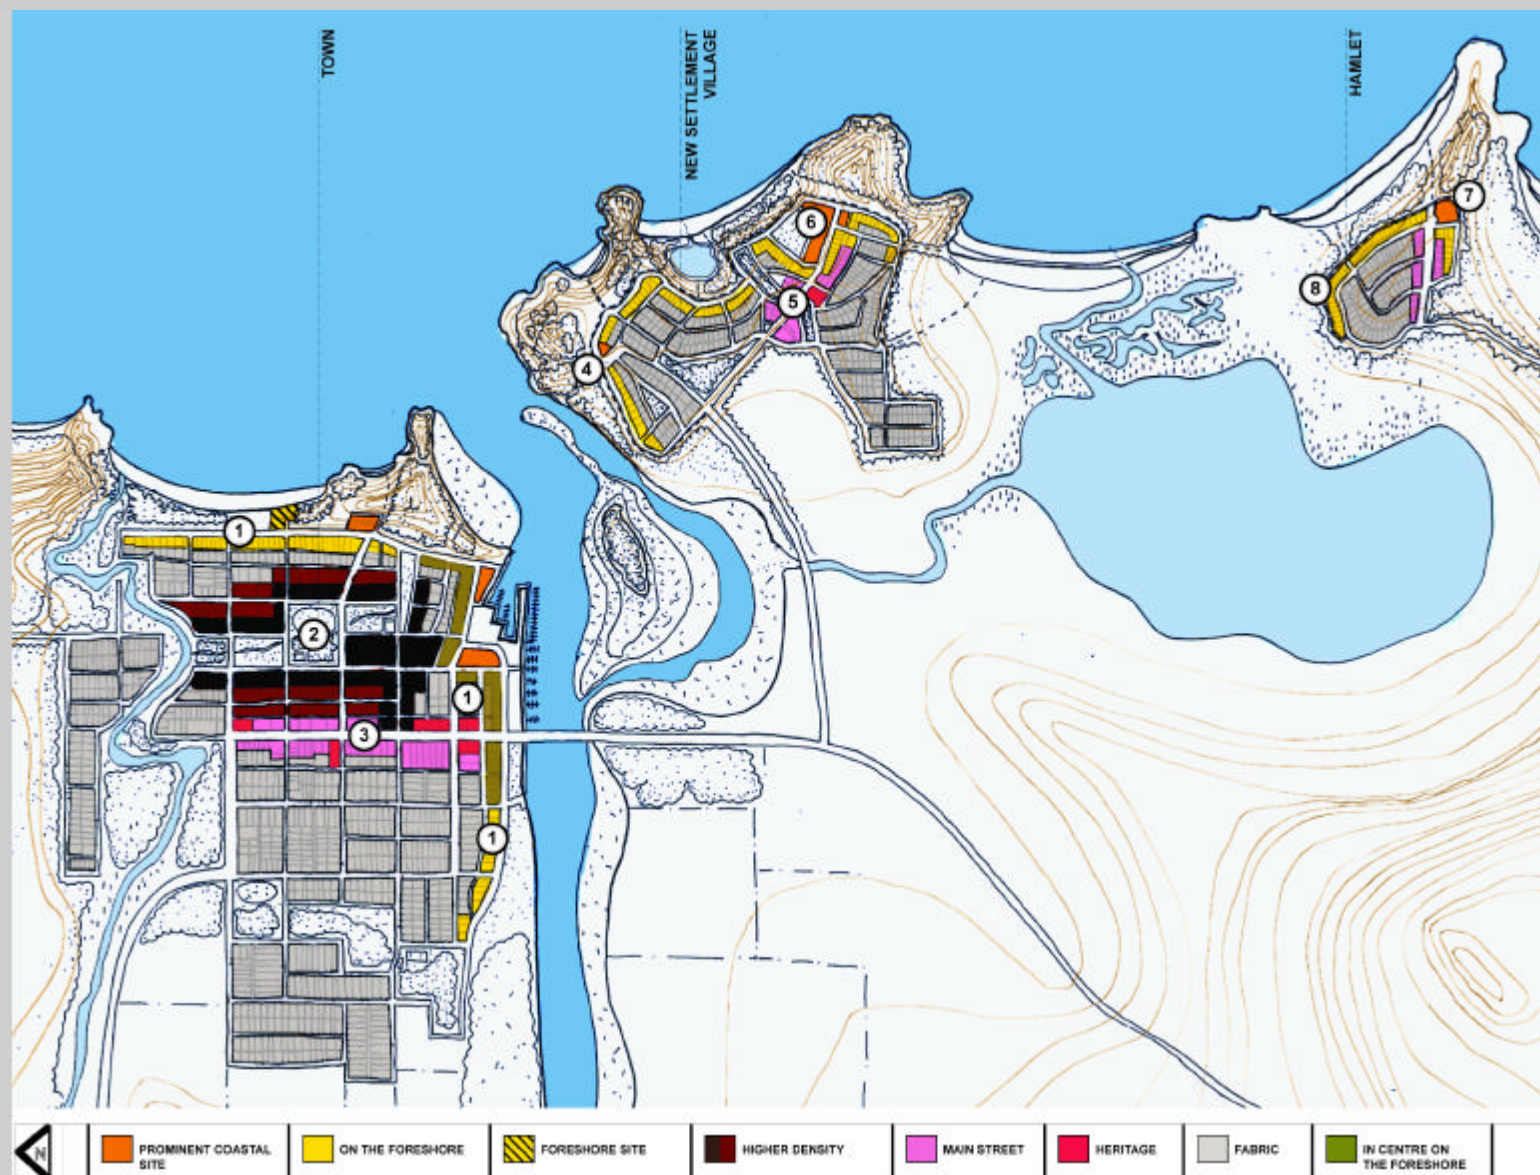 TOWN
NEW SETTLEMENT
VILLAGE
HAMLET
7
6
8
5
4
1
2
1
3
1
N
PROMINENT COASTAL
SITE
ON THE FORESHORE
FORESHORE SITE
HIGHER DENSITY
MAIN STREET
HERITAGE
FABRIC
IN CENTRE ON
THE FORESHORE